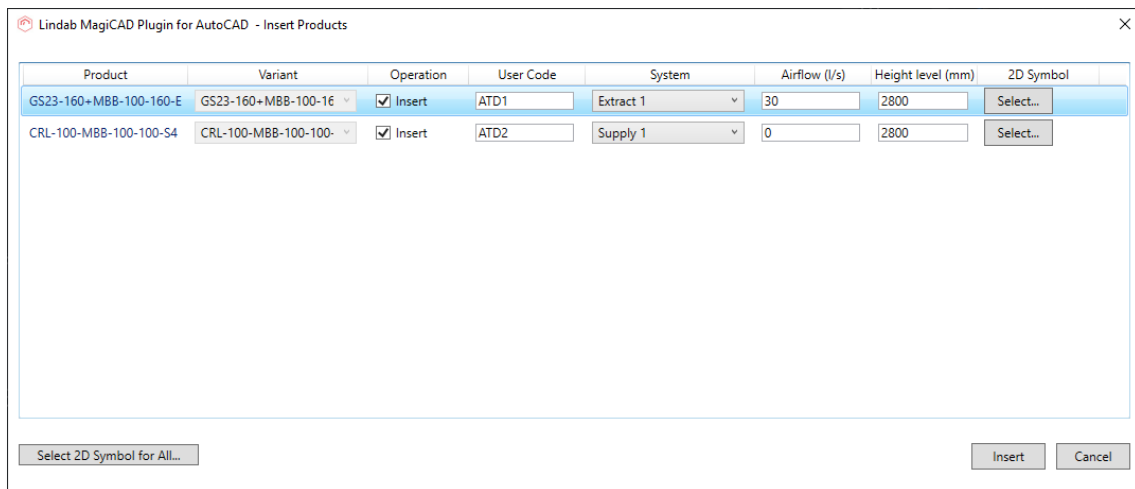 Lindab MagiCAD Plugin for AutoCAD - Insert Products
Product Variant Operation User Code System Airflow (l/s) Height level (mm) 2D Symbol
GS23-160+MBB-100-160-E GS23-160+MBB-100-16 Insert ATD1 Extract 1 30 2800 Select...
CRL-100-MBB-100-100-S4 CRL-100-MBB-100-100- Insert ATD2 Supply 1 0 2800 Select...
Select 2D Symbol for All... Insert Cancel